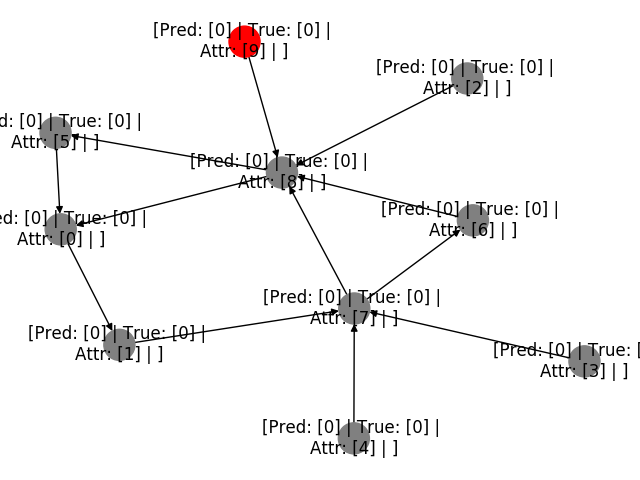 [Pred: [0] | True: [0] |
Attr: [9] | ]
[Pred: [0] | True: [0] |
Attr: [2] | ]
d: [0] | True: [0] |
Attr: [5] | ]
[Pred: [0] | True: [0] |
Attr: [8] | ]
ed: [0] | True: [0] |
Attr: [0] | ]
[Pred: [0] | True: [0] |
Attr: [6] | ]
[Pred: [0] | True: [0] |
Attr: [7] | ]
[Pred: [0] | True: [0] |
Attr: [1] | ]
[Pred: [0] | True: [
Attr: [3] | ]
[Pred: [0] | True: [0] |
Attr: [4] | ]